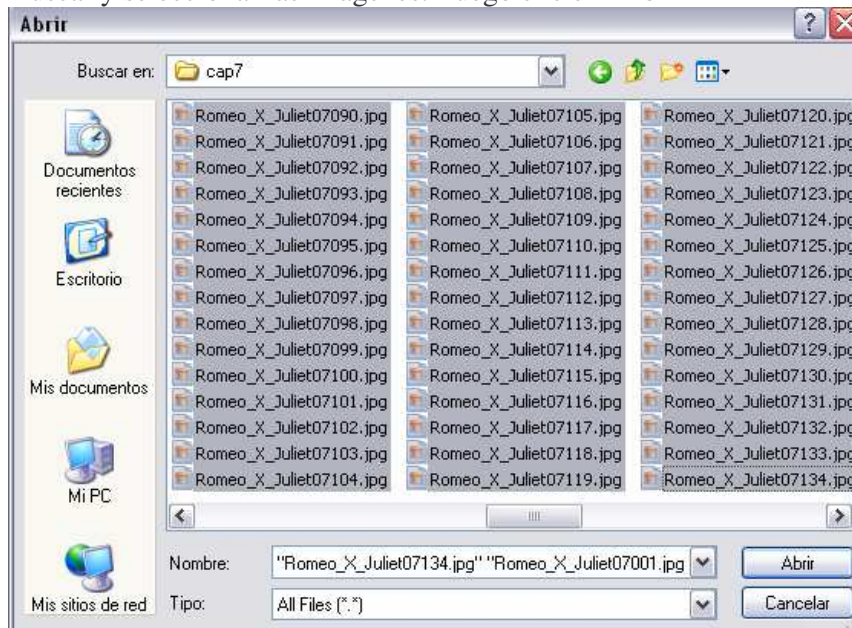 Abrir
Buscar en: cap7
Documentos recientes
Escritorio
Mis documentos
Mi PC
Mis sitios de red
Romeo_X_Juliet07090.jpg Romeo_X_Juliet07105.jpg Romeo_X_Juliet07120.jpg
Romeo_X_Juliet07091.jpg Romeo_X_Juliet07106.jpg Romeo_X_Juliet07121.jpg
Romeo_X_Juliet07092.jpg Romeo_X_Juliet07107.jpg Romeo_X_Juliet07122.jpg
Romeo_X_Juliet07093.jpg Romeo_X_Juliet07108.jpg Romeo_X_Juliet07123.jpg
Romeo_X_Juliet07094.jpg Romeo_X_Juliet07109.jpg Romeo_X_Juliet07124.jpg
Romeo_X_Juliet07095.jpg Romeo_X_Juliet07110.jpg Romeo_X_Juliet07125.jpg
Romeo_X_Juliet07096.jpg Romeo_X_Juliet07111.jpg Romeo_X_Juliet07126.jpg
Romeo_X_Juliet07097.jpg Romeo_X_Juliet07112.jpg Romeo_X_Juliet07127.jpg
Romeo_X_Juliet07098.jpg Romeo_X_Juliet07113.jpg Romeo_X_Juliet07128.jpg
Romeo_X_Juliet07099.jpg Romeo_X_Juliet07114.jpg Romeo_X_Juliet07129.jpg
Romeo_X_Juliet07100.jpg Romeo_X_Juliet07115.jpg Romeo_X_Juliet07130.jpg
Romeo_X_Juliet07101.jpg Romeo_X_Juliet07116.jpg Romeo_X_Juliet07131.jpg
Romeo_X_Juliet07102.jpg Romeo_X_Juliet07117.jpg Romeo_X_Juliet07132.jpg
Romeo_X_Juliet07103.jpg Romeo_X_Juliet07118.jpg Romeo_X_Juliet07133.jpg
Romeo_X_Juliet07104.jpg Romeo_X_Juliet07119.jpg Romeo_X_Juliet07134.jpg
Nombre: "Romeo_X_Juliet07134.jpg" "Romeo_X_Juliet07001.jpg Abrir
Tipo: All Files (*.*) Cancelar